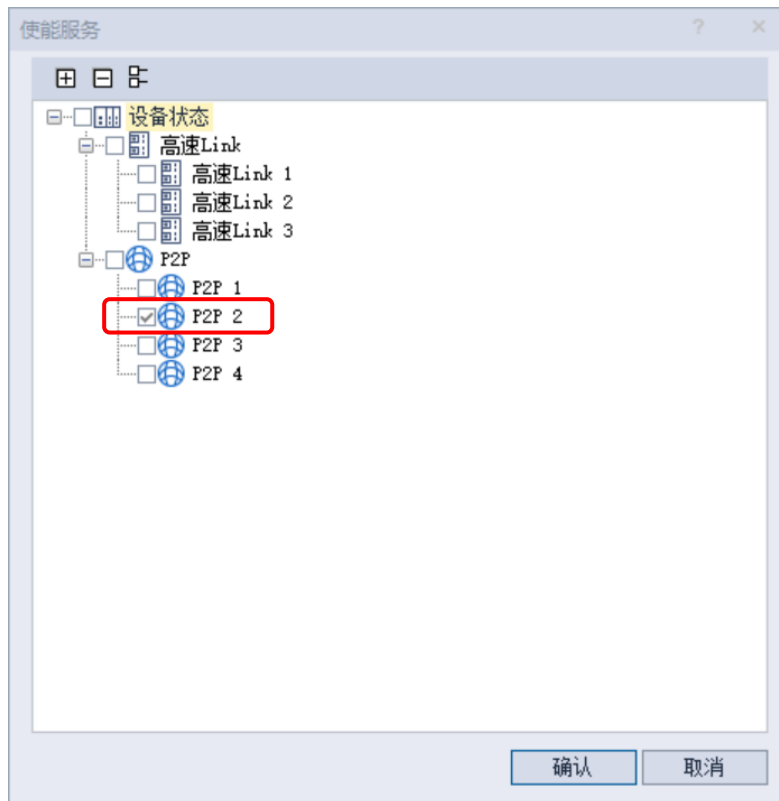 使能服务
设备状态
高速Link
高速Link 1
高速Link 2
高速Link 3
P2P
P2P 1
P2P 2
P2P 3
P2P 4
确认 取消